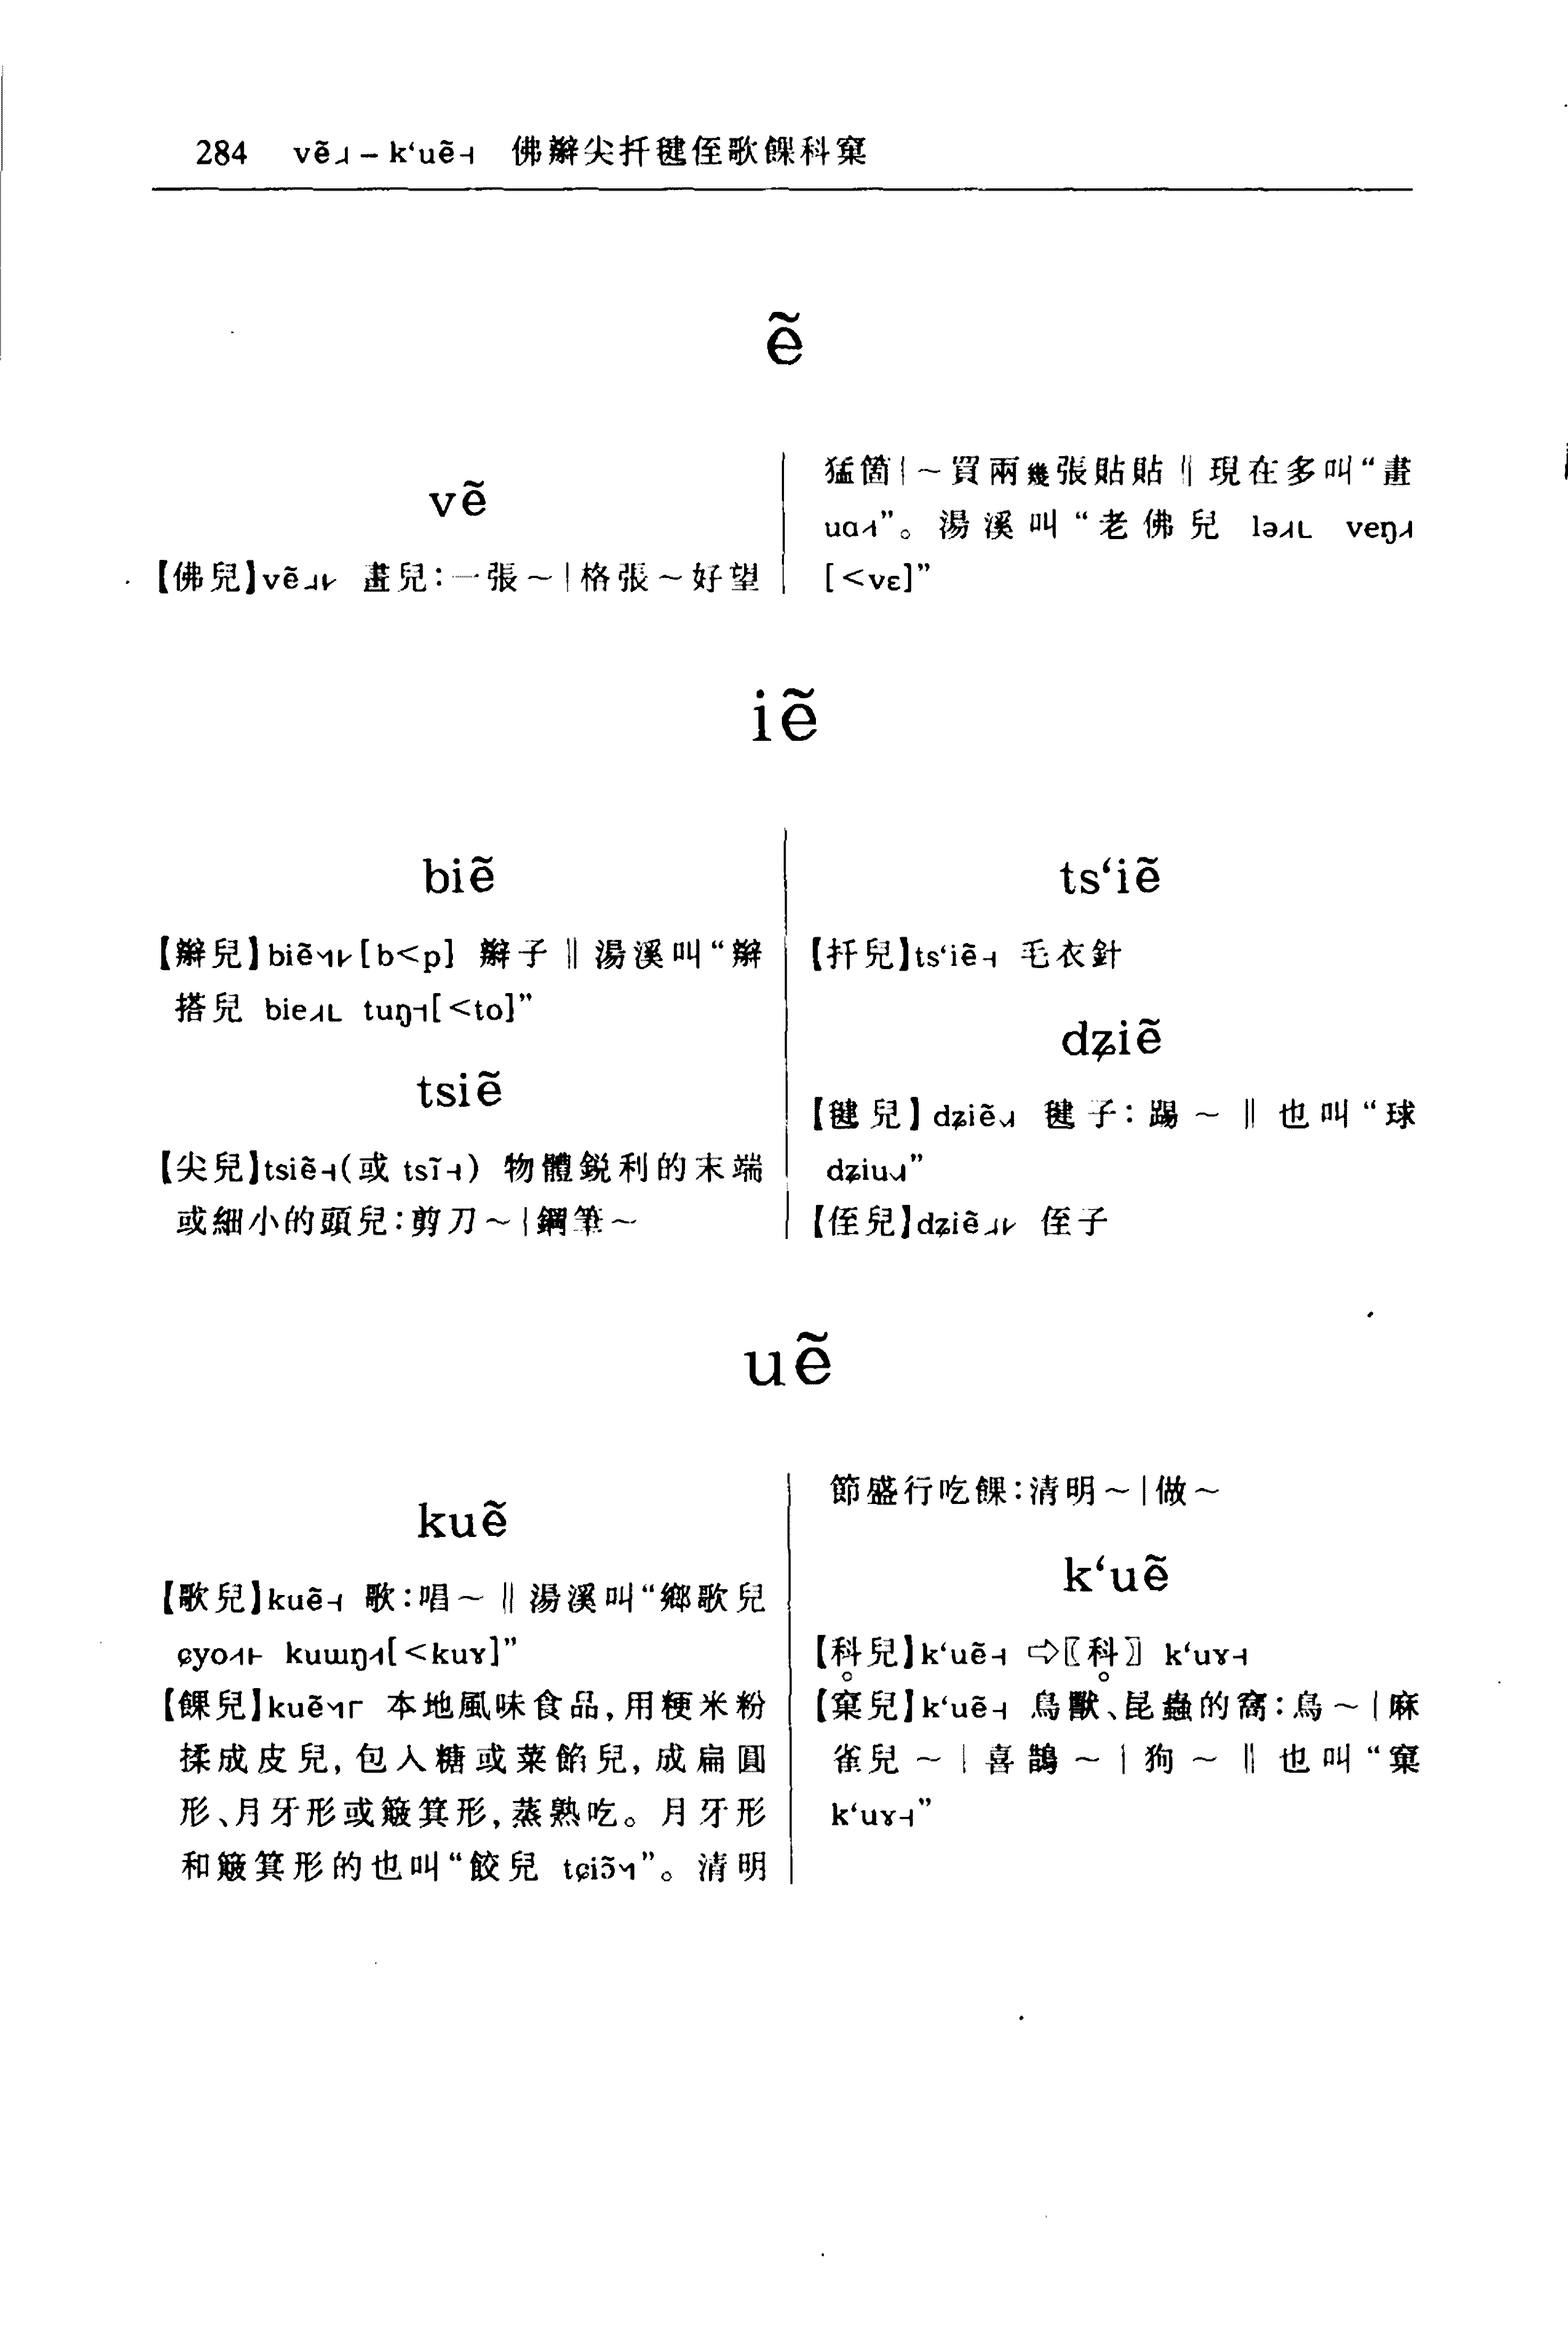 284 vẽ˩ – k‘uẽ˧ 佛辮尖扦毽侄歌餜科窠
ẽ
vẽ
【佛兒】vẽ 畫兒：一張～|格張～好望
猛箇|～買兩幾張貼貼‖現在多叫“畫
uɑ”。湯溪叫“老佛兒 lə veŋ
[<vɛ]”
iẽ
biẽ
【辮兒】biẽ[b<p] 辮子‖湯溪叫“辮
搭兒 bie tuŋ[<to]”
tsiẽ
【尖兒】tsiẽ˧(或 tsĩ˧) 物體鋭利的末端
或細小的頭兒：剪刀～|鋼筆～
ts‘iẽ
【扦兒】ts‘iẽ˧ 毛衣針
dʑiẽ
【毽兒】dʑiẽ 毽子：踢～‖也叫“球
dʑiu”
【侄兒】dʑiẽ 侄子
uẽ
kuẽ
【歌兒】kuẽ˧ 歌：唱～‖湯溪叫“鄉歌兒
ɕyo kuɯŋ[<kuɤ]”
【餜兒】kuẽ 本地風味食品，用粳米粉
揉成皮兒，包入糖或菜餡兒，成扁圓
形、月牙形或簸箕形，蒸熟吃。月牙形
和簸箕形的也叫“餃兒 tɕiɔ̃”。清明
節盛行吃餜：清明～|做～
k‘uẽ
【科兒】k‘uẽ˧ ⇨〖科〗 k‘uɤ˧
【窠兒】k‘uẽ˧ 鳥獸、昆蟲的窩：鳥～|麻
雀兒～|喜鵲～|狗～‖也叫“窠
k‘uɤ˧”